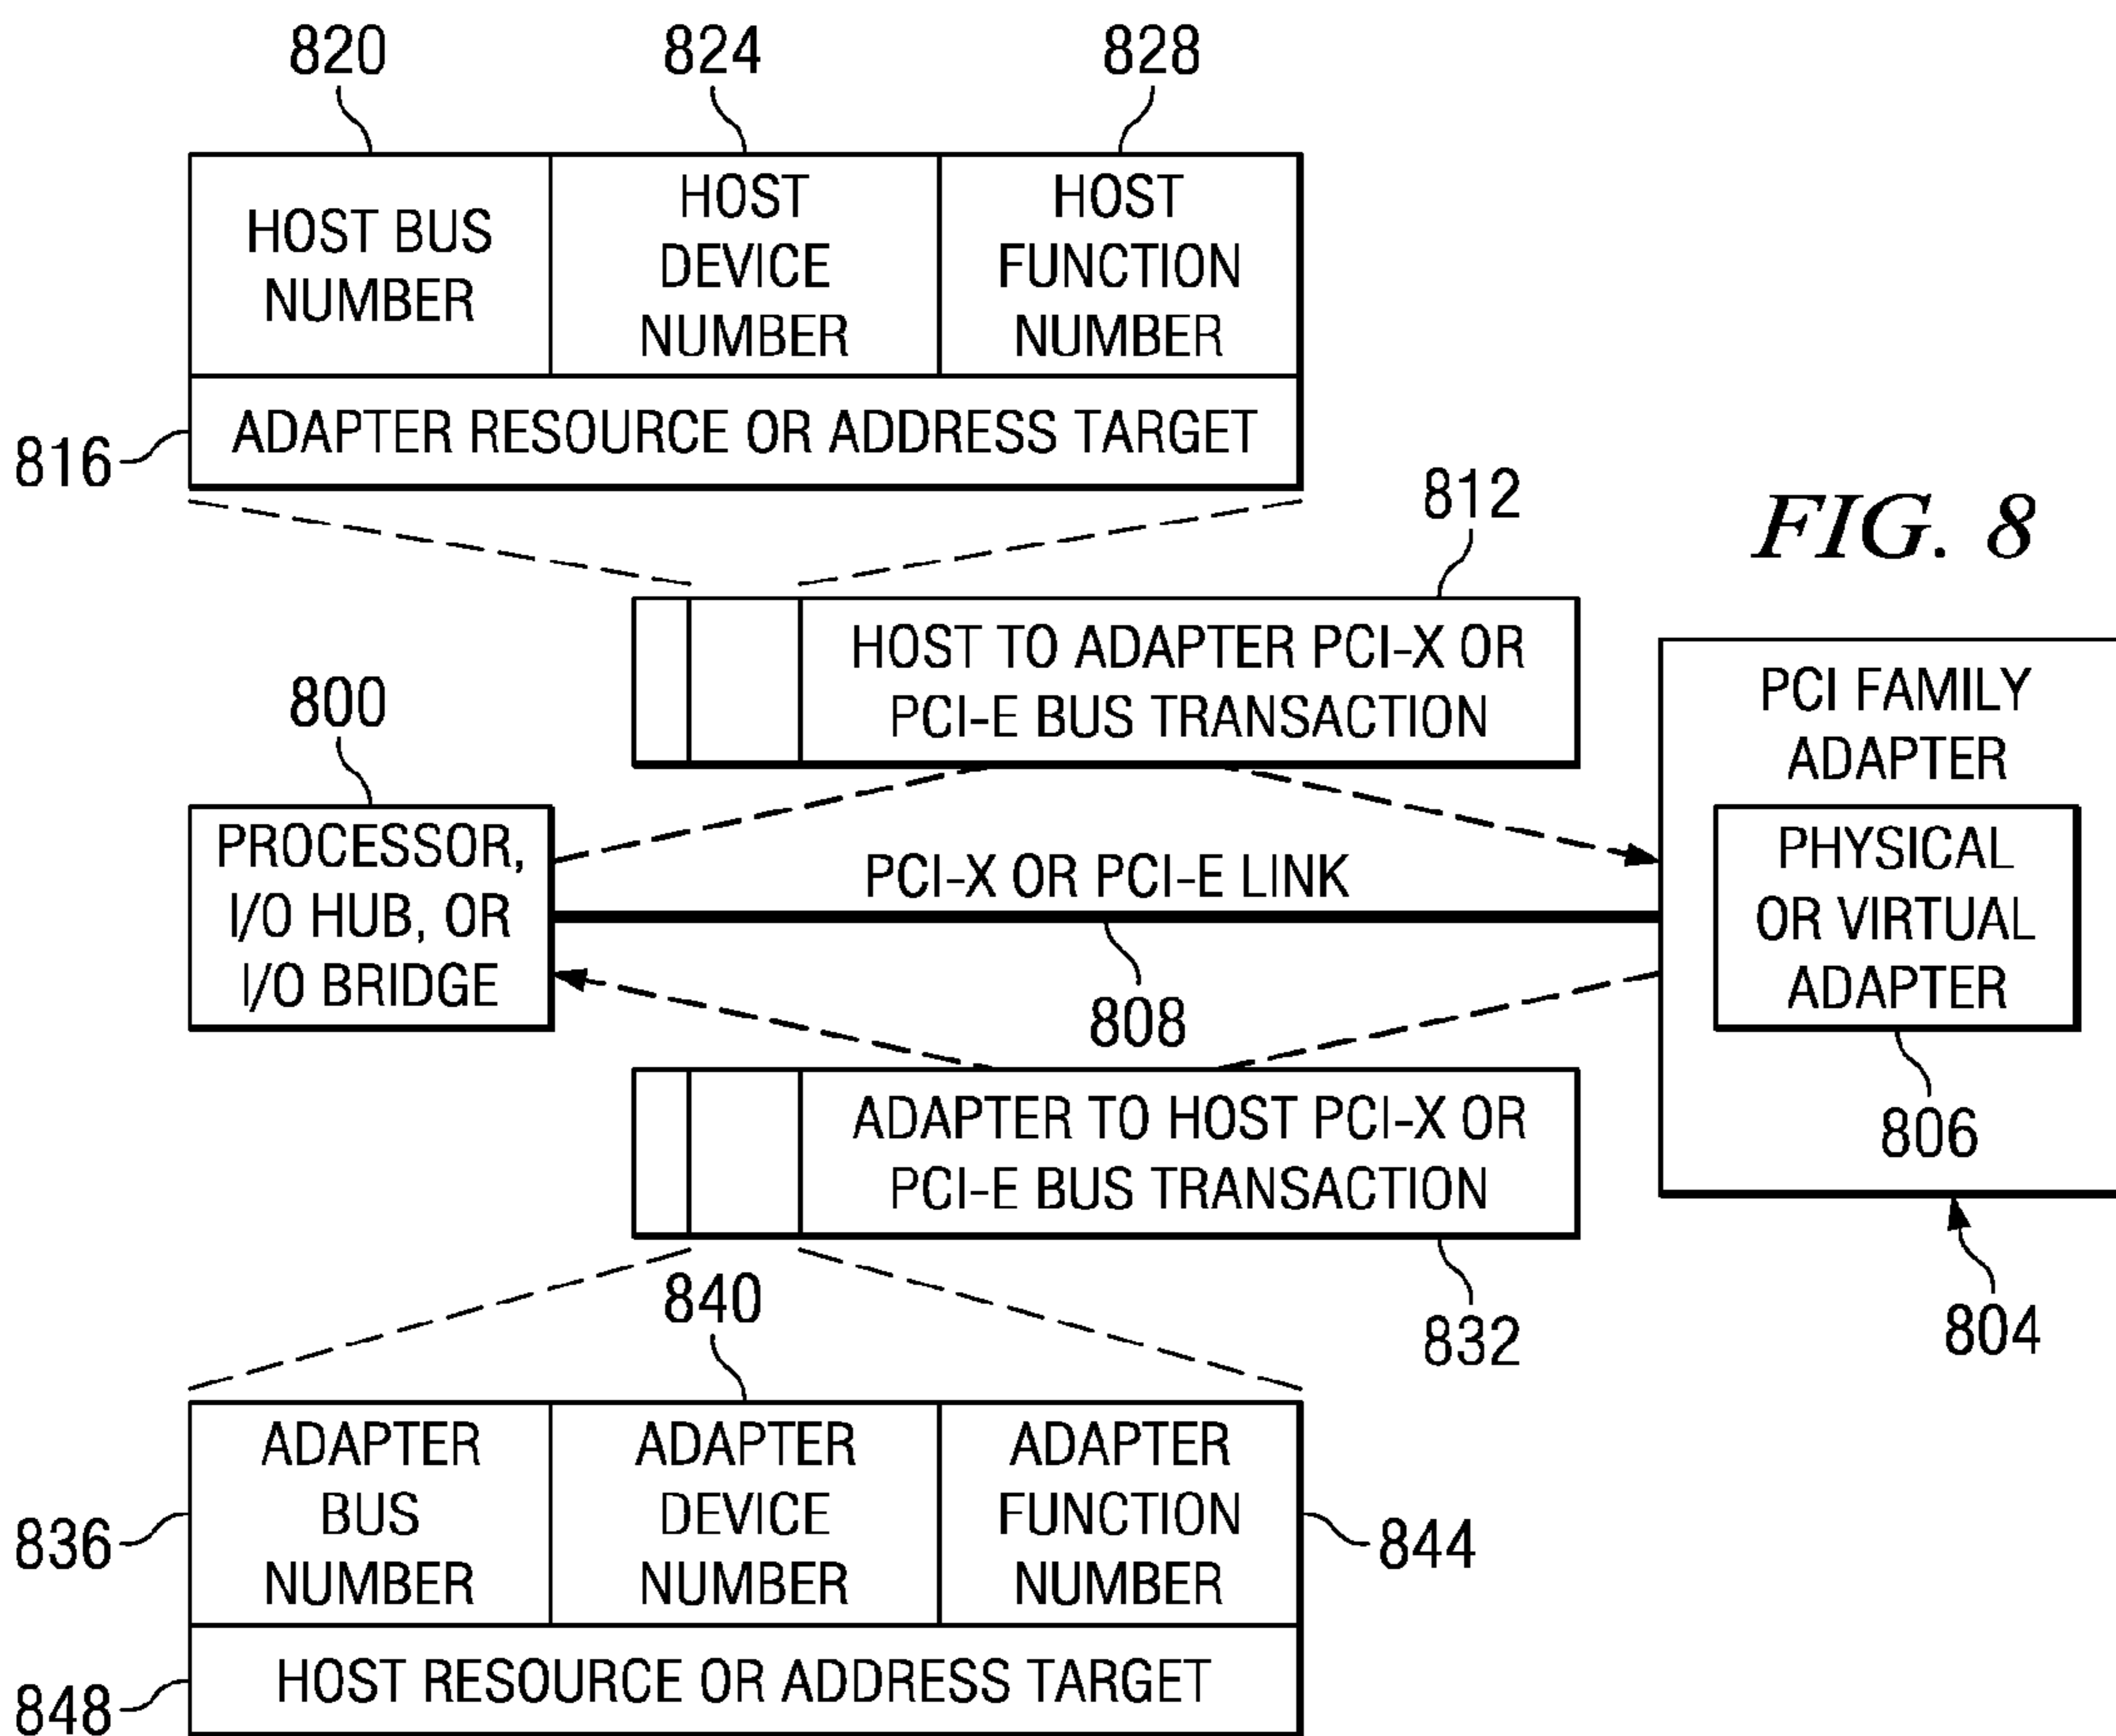 820
824
828
HOST BUS
NUMBER
HOST
DEVICE
NUMBER
HOST
FUNCTION
NUMBER
816
ADAPTER RESOURCE OR ADDRESS TARGET
812
FIG. 8
HOST TO ADAPTER PCI-X OR
PCI-E BUS TRANSACTION
800
PROCESSOR,
I/O HUB, OR
I/O BRIDGE
PCI-X OR PCI-E LINK
808
PCI FAMILY
ADAPTER
PHYSICAL
OR VIRTUAL
ADAPTER
806
804
ADAPTER TO HOST PCI-X OR
PCI-E BUS TRANSACTION
832
840
836
ADAPTER
BUS
NUMBER
ADAPTER
DEVICE
NUMBER
ADAPTER
FUNCTION
NUMBER
844
848
HOST RESOURCE OR ADDRESS TARGET